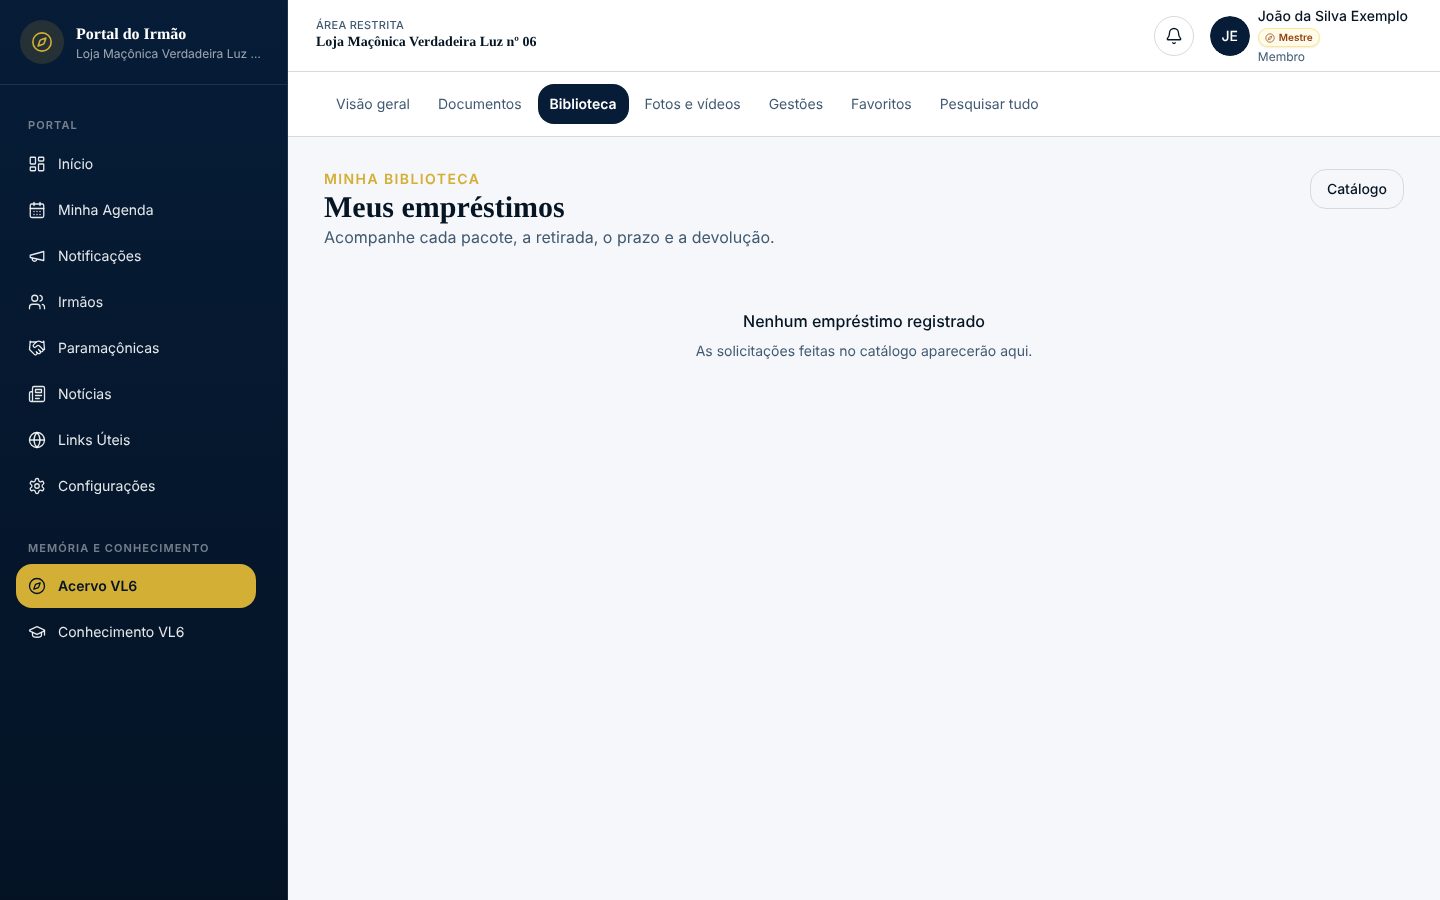 Portal do Irmão
Loja Maçônica Verdadeira Luz ...
PORTAL
Início
Minha Agenda
Notificações
Irmãos
Paramaçônicas
Notícias
Links Úteis
Configurações
MEMÓRIA E CONHECIMENTO
Acervo VL6
Conhecimento VL6
ÁREA RESTRITA
Loja Maçônica Verdadeira Luz nº 06
JE
João da Silva Exemplo
Mestre
Membro
Visão geral
Documentos
Biblioteca
Fotos e vídeos
Gestões
Favoritos
Pesquisar tudo
MINHA BIBLIOTECA
Meus empréstimos
Acompanhe cada pacote, a retirada, o prazo e a devolução.
Catálogo
Nenhum empréstimo registrado
As solicitações feitas no catálogo aparecerão aqui.